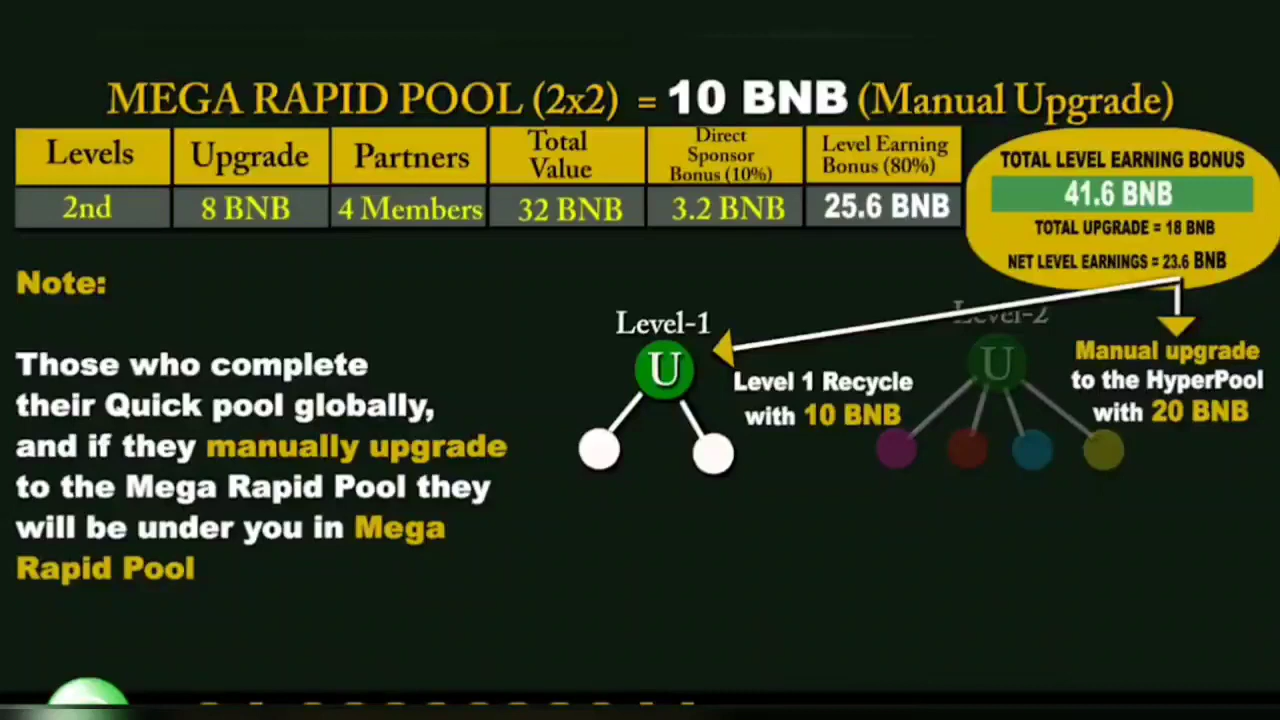 MEGA RAPID POOL (2x2) = 10 BNB (Manual Upgrade)
Levels
Upgrade
Partners
Total
Value
Direct
Sponsor
Bonus (10%)
Level Earning
Bonus (80%)
2nd
8 BNB
4 Members
32 BNB
3.2 BNB
25.6 BNB
TOTAL LEVEL EARNING BONUS
41.6 BNB
TOTAL UPGRADE = 18 BNB
NET LEVEL EARNINGS = 23.6 BNB
Note:
Those who complete
their Quick pool globally,
and if they manually upgrade
to the Mega Rapid Pool they
will be under you in Mega
Rapid Pool
Level-1
U
Level 1 Recycle
with 10 BNB
Level-2
U
Manual upgrade
to the HyperPool
with 20 BNB